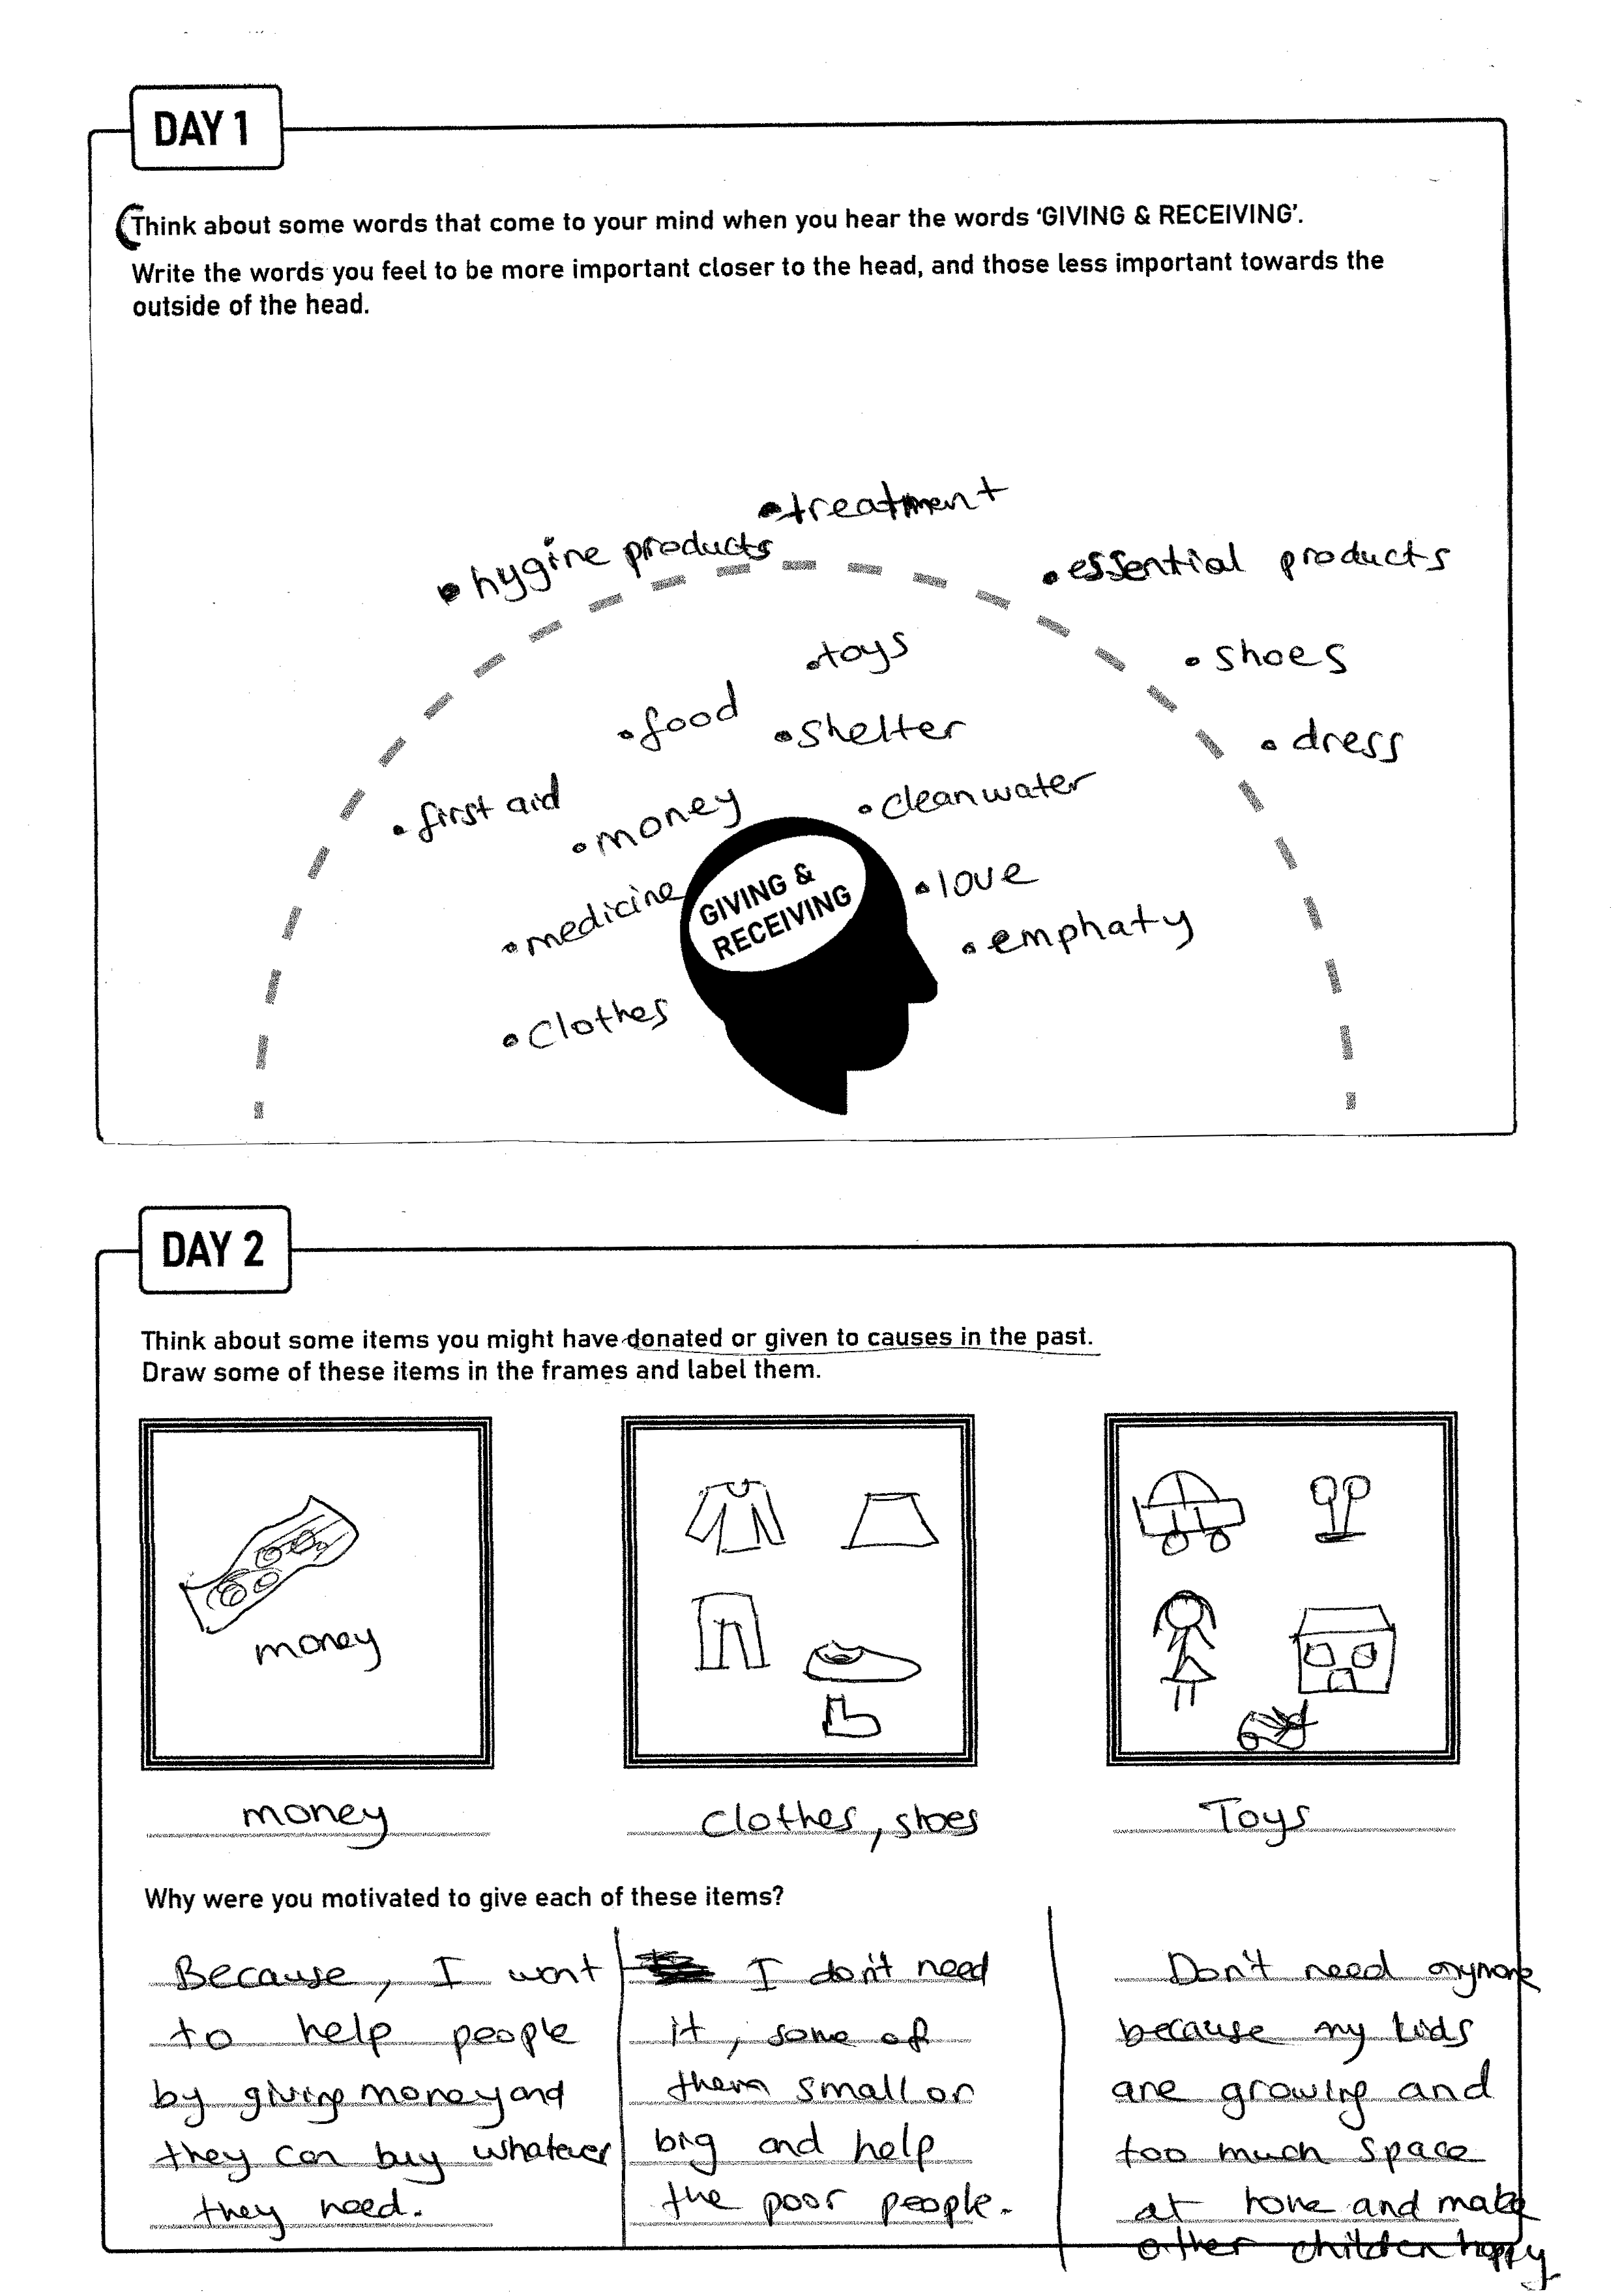 DAY 1
Think about some words that come to your mind when you hear the words ‘GIVING & RECEIVING’.
Write the words you feel to be more important closer to the head, and those less important towards the
outside of the head.
•treatment
•hygine products
•essential products
•toys
•shoes
•food
•shelter
•dress
•first aid
•money
•cleanwater
•medicine
GIVING &
RECEIVING
•love
•emphaty
•clothes
DAY 2
Think about some items you might have donated or given to causes in the past.
Draw some of these items in the frames and label them.
money
money
Clothes, shoes
Toys
Why were you motivated to give each of these items?
Because, I want
to help people
by giving money and
they can buy whatever
they need.
I don't need
it, some of
them small or
big and help
the poor people.
Don't need anymore
because my kids
are growing and
too much space
at home and make
other children happy